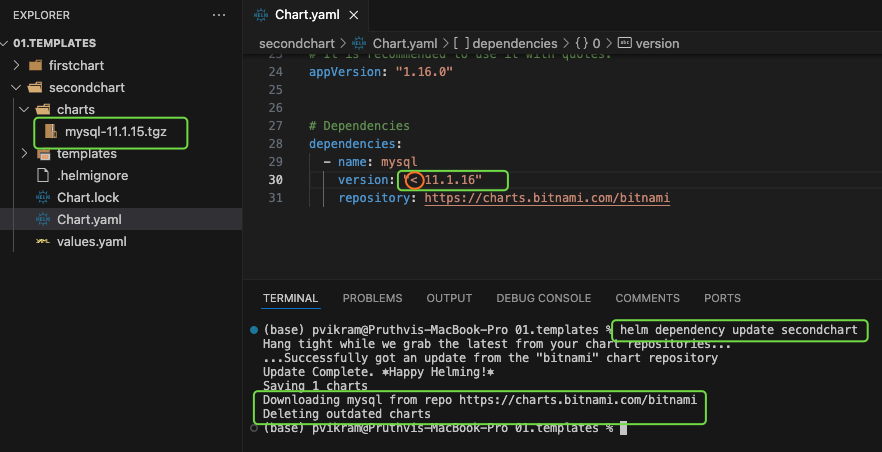 EXPLORER
01.TEMPLATES
firstchart
secondchart
charts
mysql-11.1.15.tgz
templates
.helmignore
Chart.lock
Chart.yaml
values.yaml
Chart.yaml
secondchart > Chart.yaml > [ ] dependencies > {} 0 > abc version
23 # It is recommended to use it with quotes.
24 appVersion: "1.16.0"
25
26
27 # Dependencies
28 dependencies:
29 - name: mysql
30 version: "< 11.1.16"
31 repository: https://charts.bitnami.com/bitnami
TERMINAL PROBLEMS OUTPUT DEBUG CONSOLE COMMENTS PORTS
(base) pvikram@Pruthvis-MacBook-Pro 01.templates % helm dependency update secondchart
Hang tight while we grab the latest from your chart repositories...
...Successfully got an update from the "bitnami" chart repository
Update Complete. ⎈Happy Helming!⎈
Saving 1 charts
Downloading mysql from repo https://charts.bitnami.com/bitnami
Deleting outdated charts
(base) pvikram@Pruthvis-MacBook-Pro 01.templates %